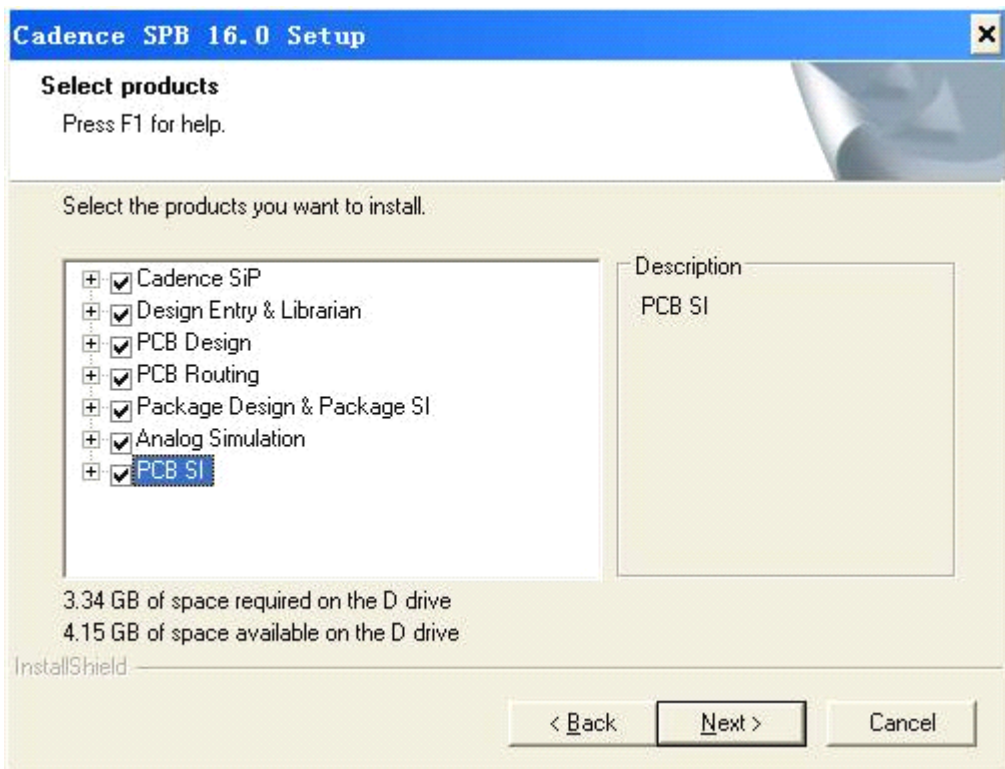 Cadence SPB 16.0 Setup
Select products
Press F1 for help.
Select the products you want to install.
Cadence SiP
Design Entry & Librarian
PCB Design
PCB Routing
Package Design & Package SI
Analog Simulation
PCB SI
Description
PCB SI
3.34 GB of space required on the D drive
4.15 GB of space available on the D drive
InstallShield
< Back Next > Cancel